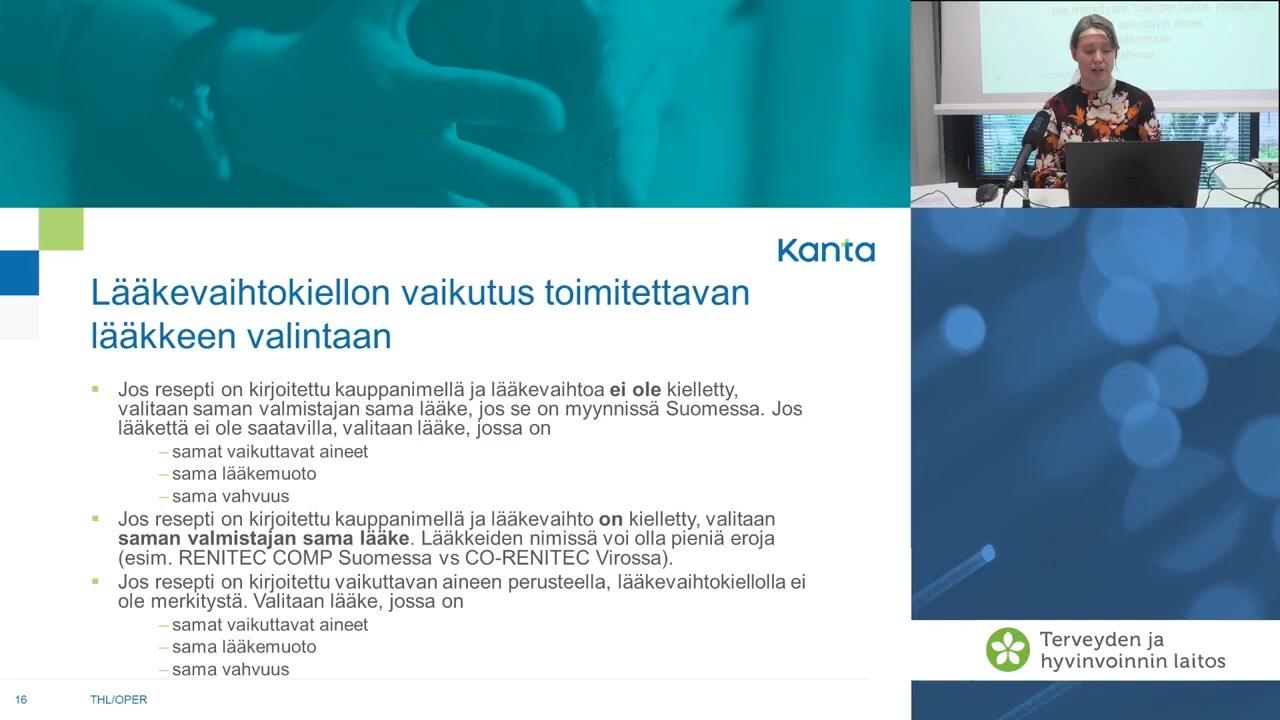 Kanta
Lääkevaihtokiellon vaikutus toimitettavan
lääkkeen valintaan
Jos resepti on kirjoitettu kauppanimellä ja lääkevaihtoa ei ole kielletty,
valitaan saman valmistajan sama lääke, jos se on myynnissä Suomessa. Jos
lääkettä ei ole saatavilla, valitaan lääke, jossa on
– samat vaikuttavat aineet
– sama lääkemuoto
– sama vahvuus
Jos resepti on kirjoitettu kauppanimellä ja lääkevaihto on kielletty, valitaan
saman valmistajan sama lääke. Lääkkeiden nimissä voi olla pieniä eroja
(esim. RENITEC COMP Suomessa vs CO-RENITEC Virossa).
Jos resepti on kirjoitettu vaikuttavan aineen perusteella, lääkevaihtokiellolla ei
ole merkitystä. Valitaan lääke, jossa on
– samat vaikuttavat aineet
– sama lääkemuoto
– sama vahvuus
16 THL/OPER
Terveyden ja
hyvinvoinnin laitos